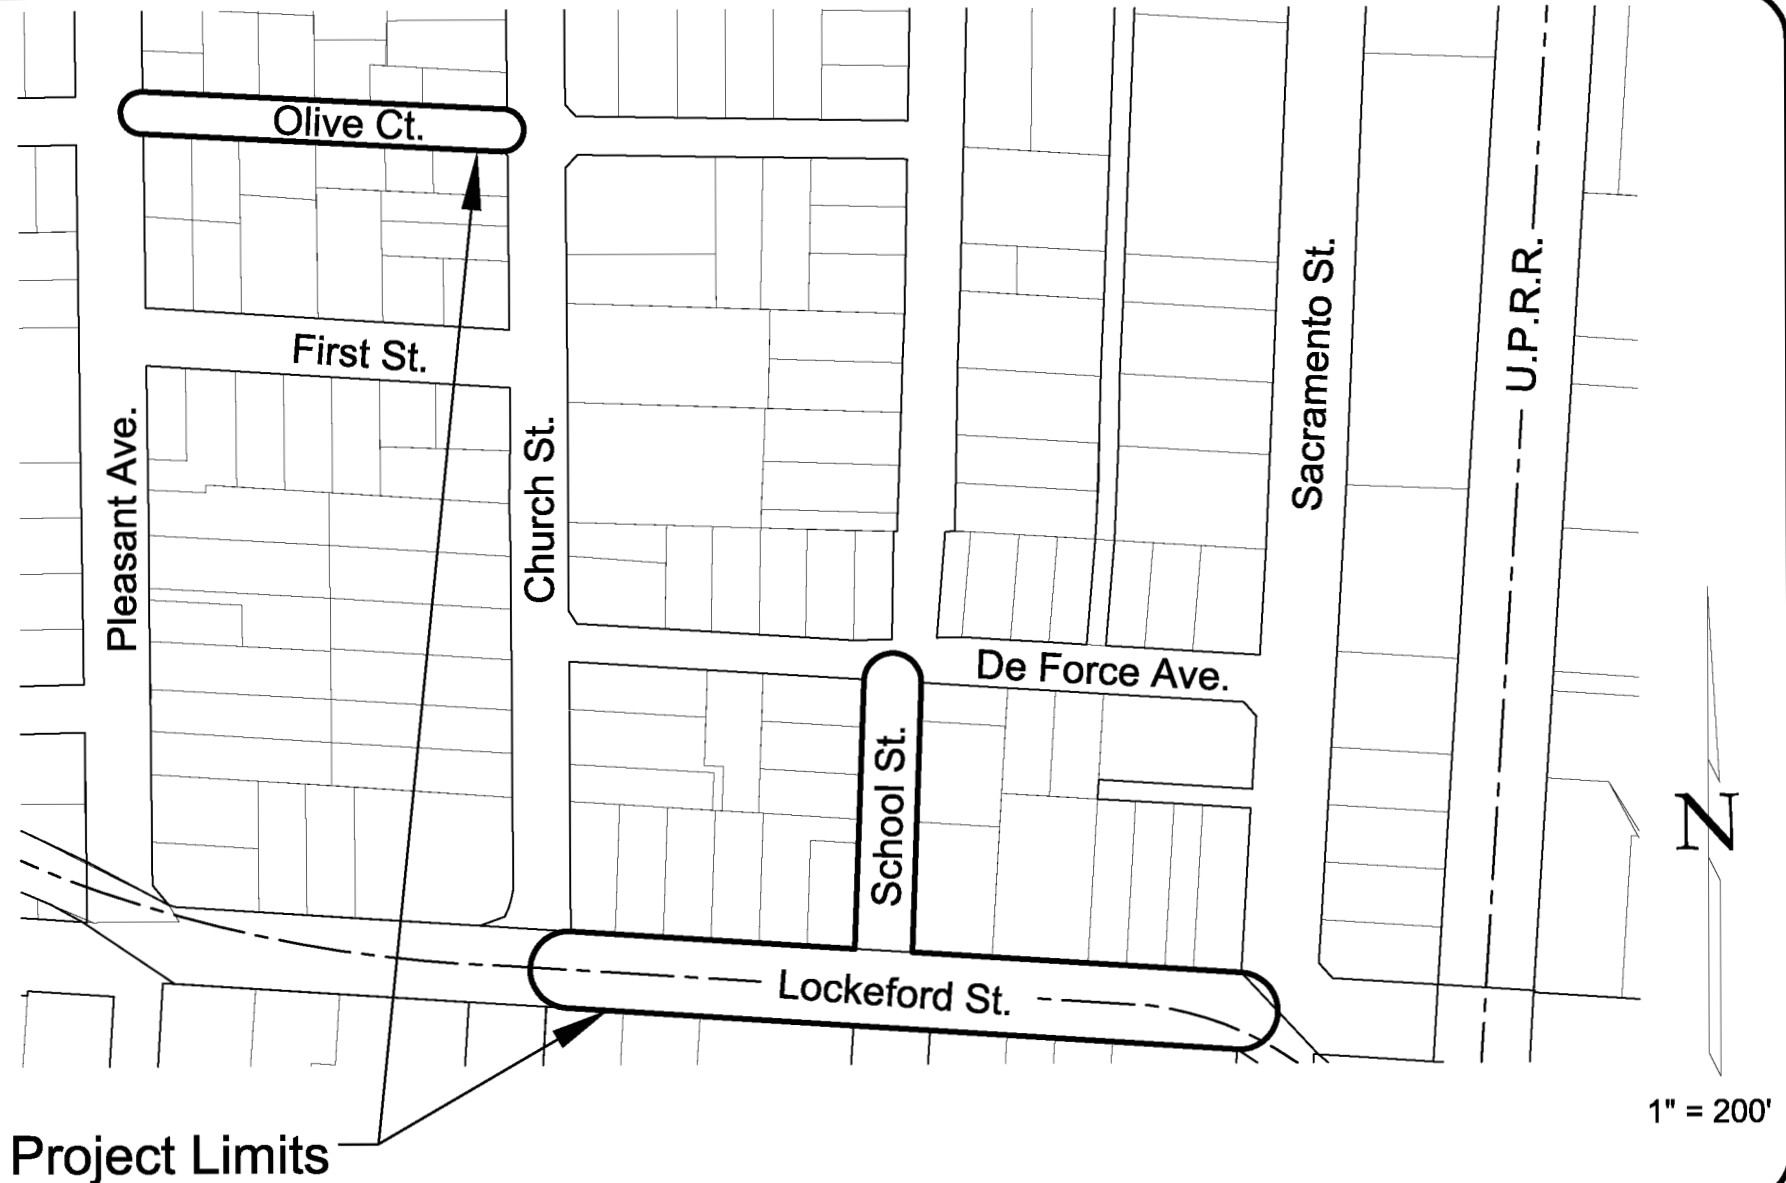 Olive Ct.
First St.
Pleasant Ave.
Church St.
Sacramento St.
U.P.R.R.
De Force Ave.
School St.
Lockeford St.
N
1" = 200'
Project Limits